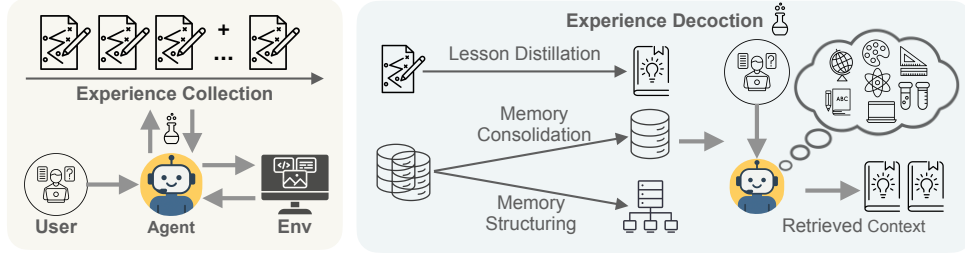 +
...
Experience Collection
User
Agent
Env
Experience Decoction
Lesson Distillation
Memory
Consolidation
Memory
Structuring
ABC
Retrieved Context